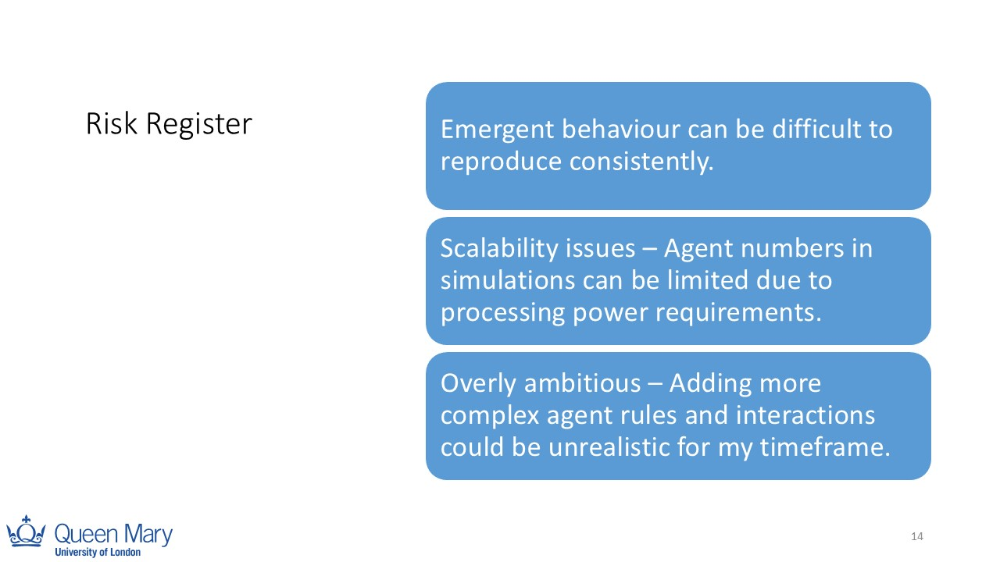 Risk Register
Emergent behaviour can be difficult to
reproduce consistently.
Scalability issues – Agent numbers in
simulations can be limited due to
processing power requirements.
Overly ambitious – Adding more
complex agent rules and interactions
could be unrealistic for my timeframe.
Queen Mary
University of London
14